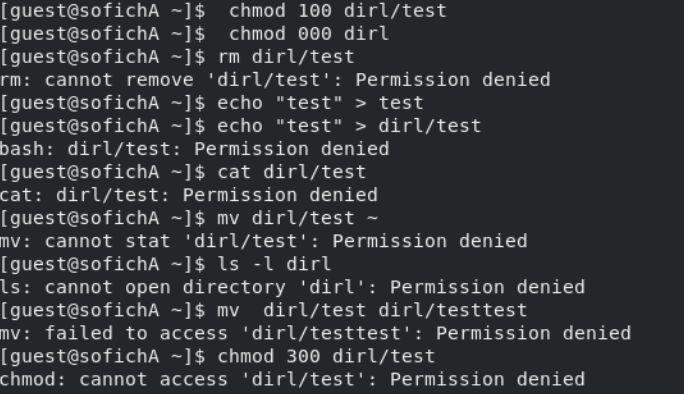 [guest@sofichA ~]$  chmod 100 dirl/test
[guest@sofichA ~]$  chmod 000 dirl
[guest@sofichA ~]$ rm dirl/test
rm: cannot remove 'dirl/test': Permission denied
[guest@sofichA ~]$ echo "test" > test
[guest@sofichA ~]$ echo "test" > dirl/test
bash: dirl/test: Permission denied
[guest@sofichA ~]$ cat dirl/test
cat: dirl/test: Permission denied
[guest@sofichA ~]$ mv dirl/test ~
mv: cannot stat 'dirl/test': Permission denied
[guest@sofichA ~]$ ls -l dirl
ls: cannot open directory 'dirl': Permission denied
[guest@sofichA ~]$ mv  dirl/test dirl/testtest
mv: failed to access 'dirl/testtest': Permission denied
[guest@sofichA ~]$ chmod 300 dirl/test
chmod: cannot access 'dirl/test': Permission denied